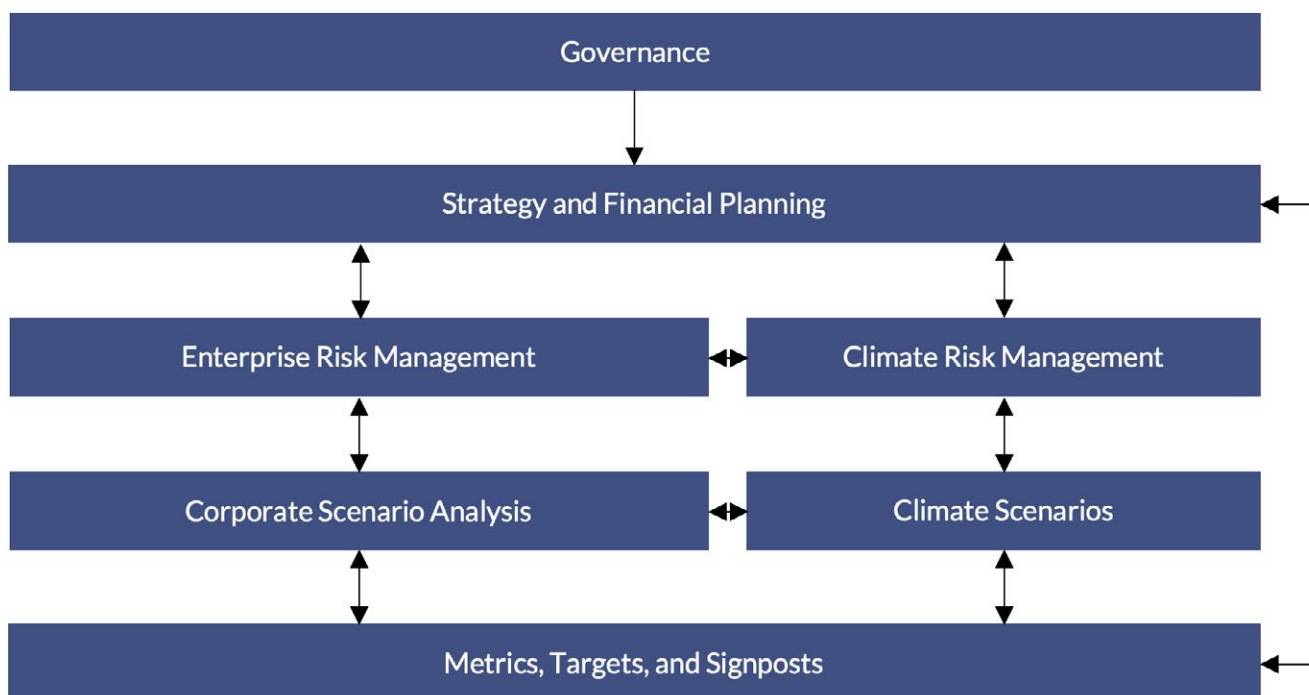 Governance
Strategy and Financial Planning
Enterprise Risk Management
Climate Risk Management
Corporate Scenario Analysis
Climate Scenarios
Metrics, Targets, and Signposts